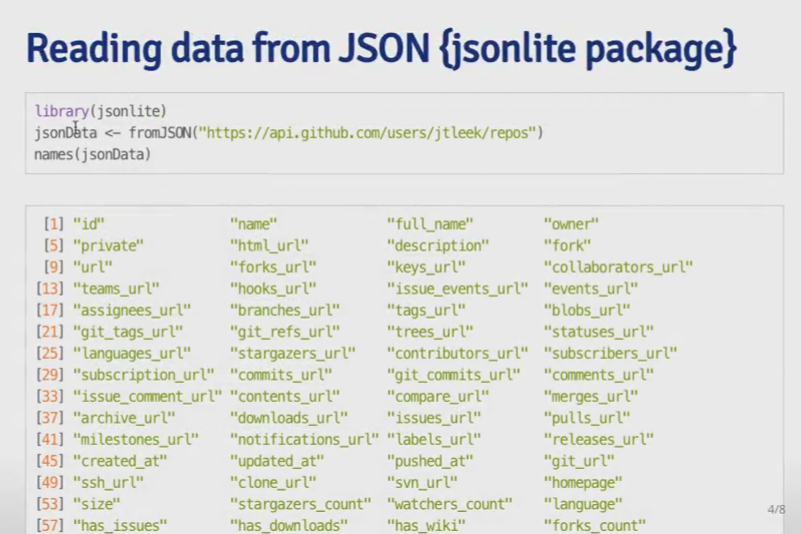 Reading data from JSON {jsonlite package}
library(jsonlite)
jsonData <- fromJSON("https://api.github.com/users/jtleek/repos")
names(jsonData)
[1] "id" "name" "full_name" "owner"
[5] "private" "html_url" "description" "fork"
[9] "url" "forks_url" "keys_url" "collaborators_url"
[13] "teams_url" "hooks_url" "issue_events_url" "events_url"
[17] "assignees_url" "branches_url" "tags_url" "blobs_url"
[21] "git_tags_url" "git_refs_url" "trees_url" "statuses_url"
[25] "languages_url" "stargazers_url" "contributors_url" "subscribers_url"
[29] "subscription_url" "commits_url" "git_commits_url" "comments_url"
[33] "issue_comment_url" "contents_url" "compare_url" "merges_url"
[37] "archive_url" "downloads_url" "issues_url" "pulls_url"
[41] "milestones_url" "notifications_url" "labels_url" "releases_url"
[45] "created_at" "updated_at" "pushed_at" "git_url"
[49] "ssh_url" "clone_url" "svn_url" "homepage"
[53] "size" "stargazers_count" "watchers_count" "language"
4/8
[57] "has_issues" "has_downloads" "has_wiki" "forks_count"